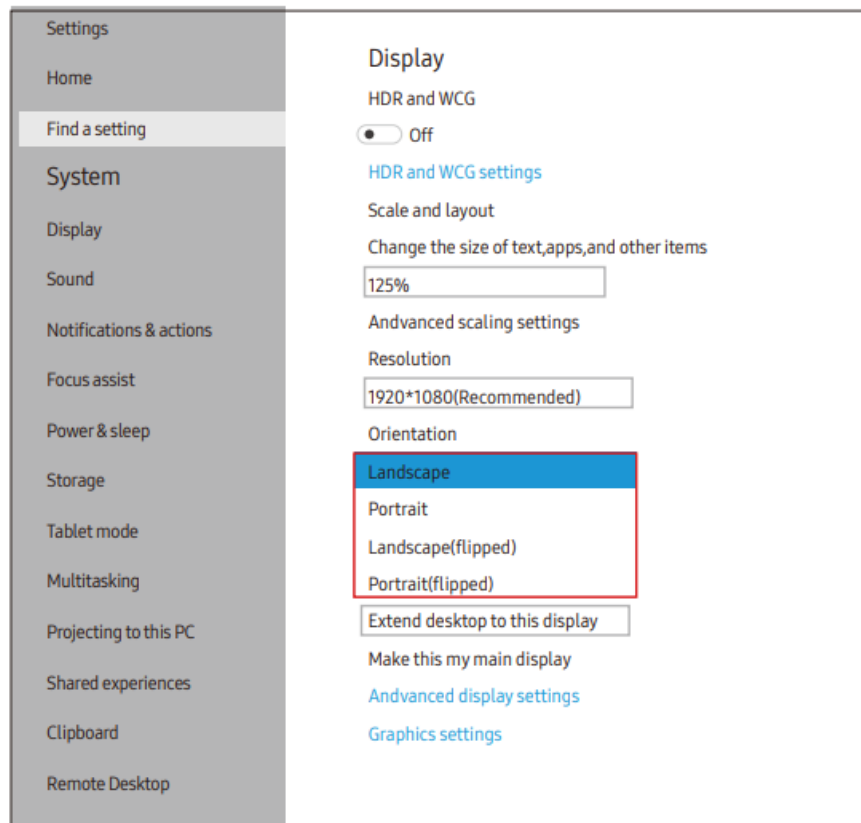 Settings
Home
Find a setting
System
Display
Sound
Notifications & actions
Focus assist
Power & sleep
Storage
Tablet mode
Multitasking
Projecting to this PC
Shared experiences
Clipboard
Remote Desktop
Display
HDR and WCG
Off
HDR and WCG settings
Scale and layout
Change the size of text,apps,and other items
125%
Andvanced scaling settings
Resolution
1920*1080(Recommended)
Orientation
Landscape
Portrait
Landscape(flipped)
Portrait(flipped)
Extend desktop to this display
Make this my main display
Andvanced display settings
Graphics settings